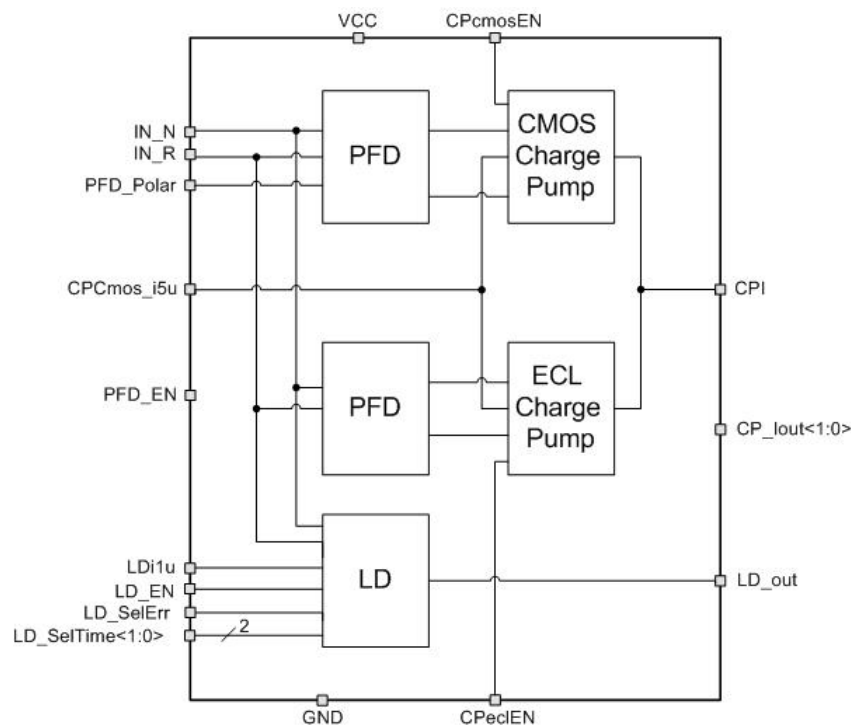 VCC
CPcmosEN
IN_N
IN_R
PFD_Polar
PFD
CMOS
Charge
Pump
CPCmos_i5u
CPI
PFD_EN
PFD
ECL
Charge
Pump
CP_Iout<1:0>
LDi1u
LD_EN
LD_SelErr
LD_SelTime<1:0>
2
LD
LD_out
GND
CPeclEN